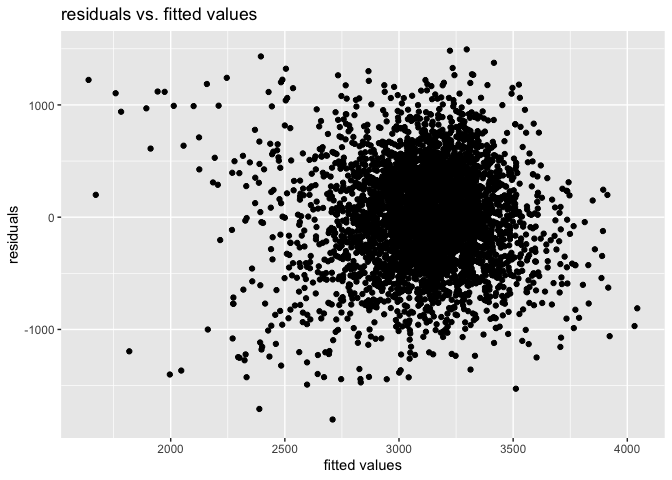 residuals vs. fitted values
1000
0
-1000
residuals
2000 2500 3000 3500 4000
fitted values